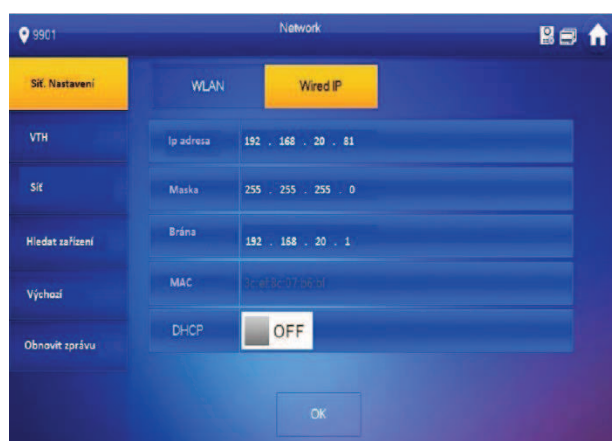 9901
Network
Síť. Nastavení
WLAN
Wired IP
VTH
Ip adresa
192 . 168 . 20 . 81
Síť
Maska
255 . 255 . 255 . 0
Hledat zařízení
Brána
192 . 168 . 20 . 1
Výchozí
MAC
Obnovit zprávu
DHCP
OFF
OK